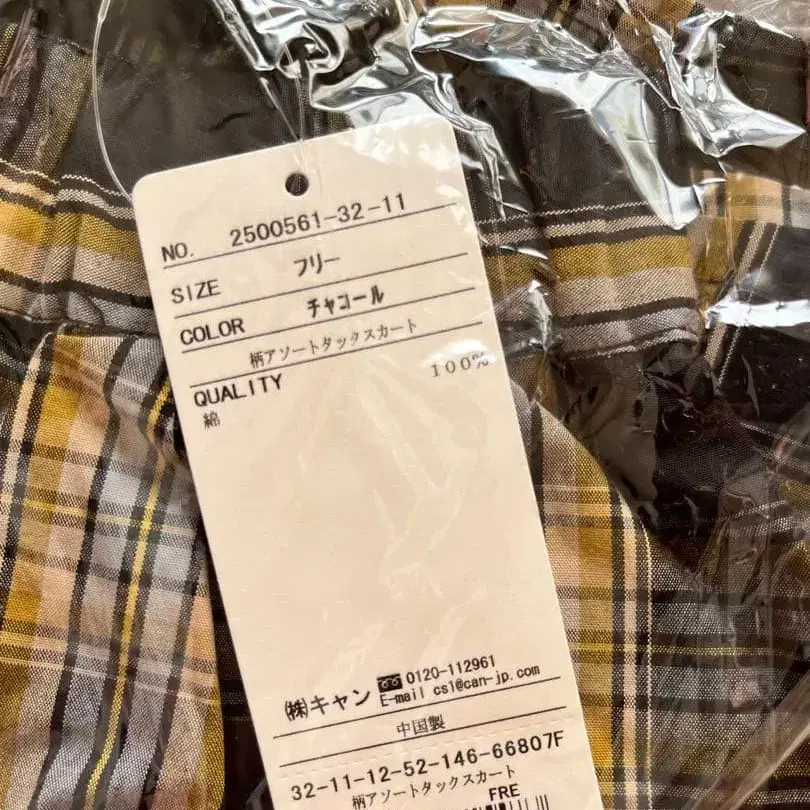 NO. 2500561-32-11
SIZE フリー
COLOR チャコール
柄アソートタックスカート
QUALITY 100%
綿
㈱キャン 0120-112961
E-mail cs1@can-jp.com
中国製
32-11-12-52-146-66807F
柄アソートタックスカート
FRE